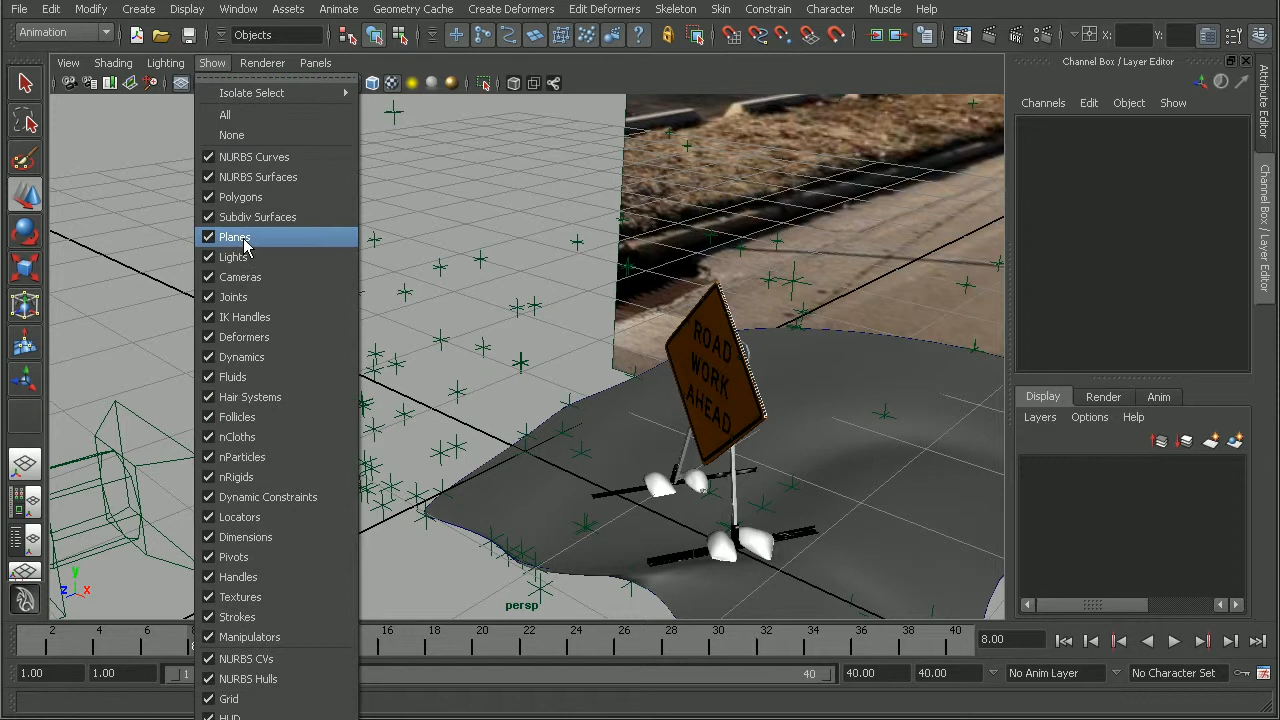 File Edit Modify Create Display Window Assets Animate Geometry Cache Create Deformers Edit Deformers Skeleton Skin Constrain Character Muscle Help
Animation Objects X: Y:
View Shading Lighting Show Renderer Panels
Channel Box / Layer Editor
Channels Edit Object Show
Isolate Select
All
None
NURBS Curves
NURBS Surfaces
Polygons
Subdiv Surfaces
Planes
Lights
Cameras
Joints
IK Handles
Deformers
Dynamics
Fluids
Hair Systems
Follicles
nCloths
nParticles
nRigids
Dynamic Constraints
Locators
Dimensions
Pivots
Handles
Textures
Strokes
Manipulators
NURBS CVs
NURBS Hulls
Grid
HUD
ROAD
WORK
AHEAD
persp
y
z x
Attribute Editor
Channel Box / Layer Editor
Display Render Anim
Layers Options Help
2 4 6 8 16 18 20 22 24 26 28 30 32 34 36 38 40 8.00
1.00 1.00 1 40 40.00 40.00 No Anim Layer No Character Set